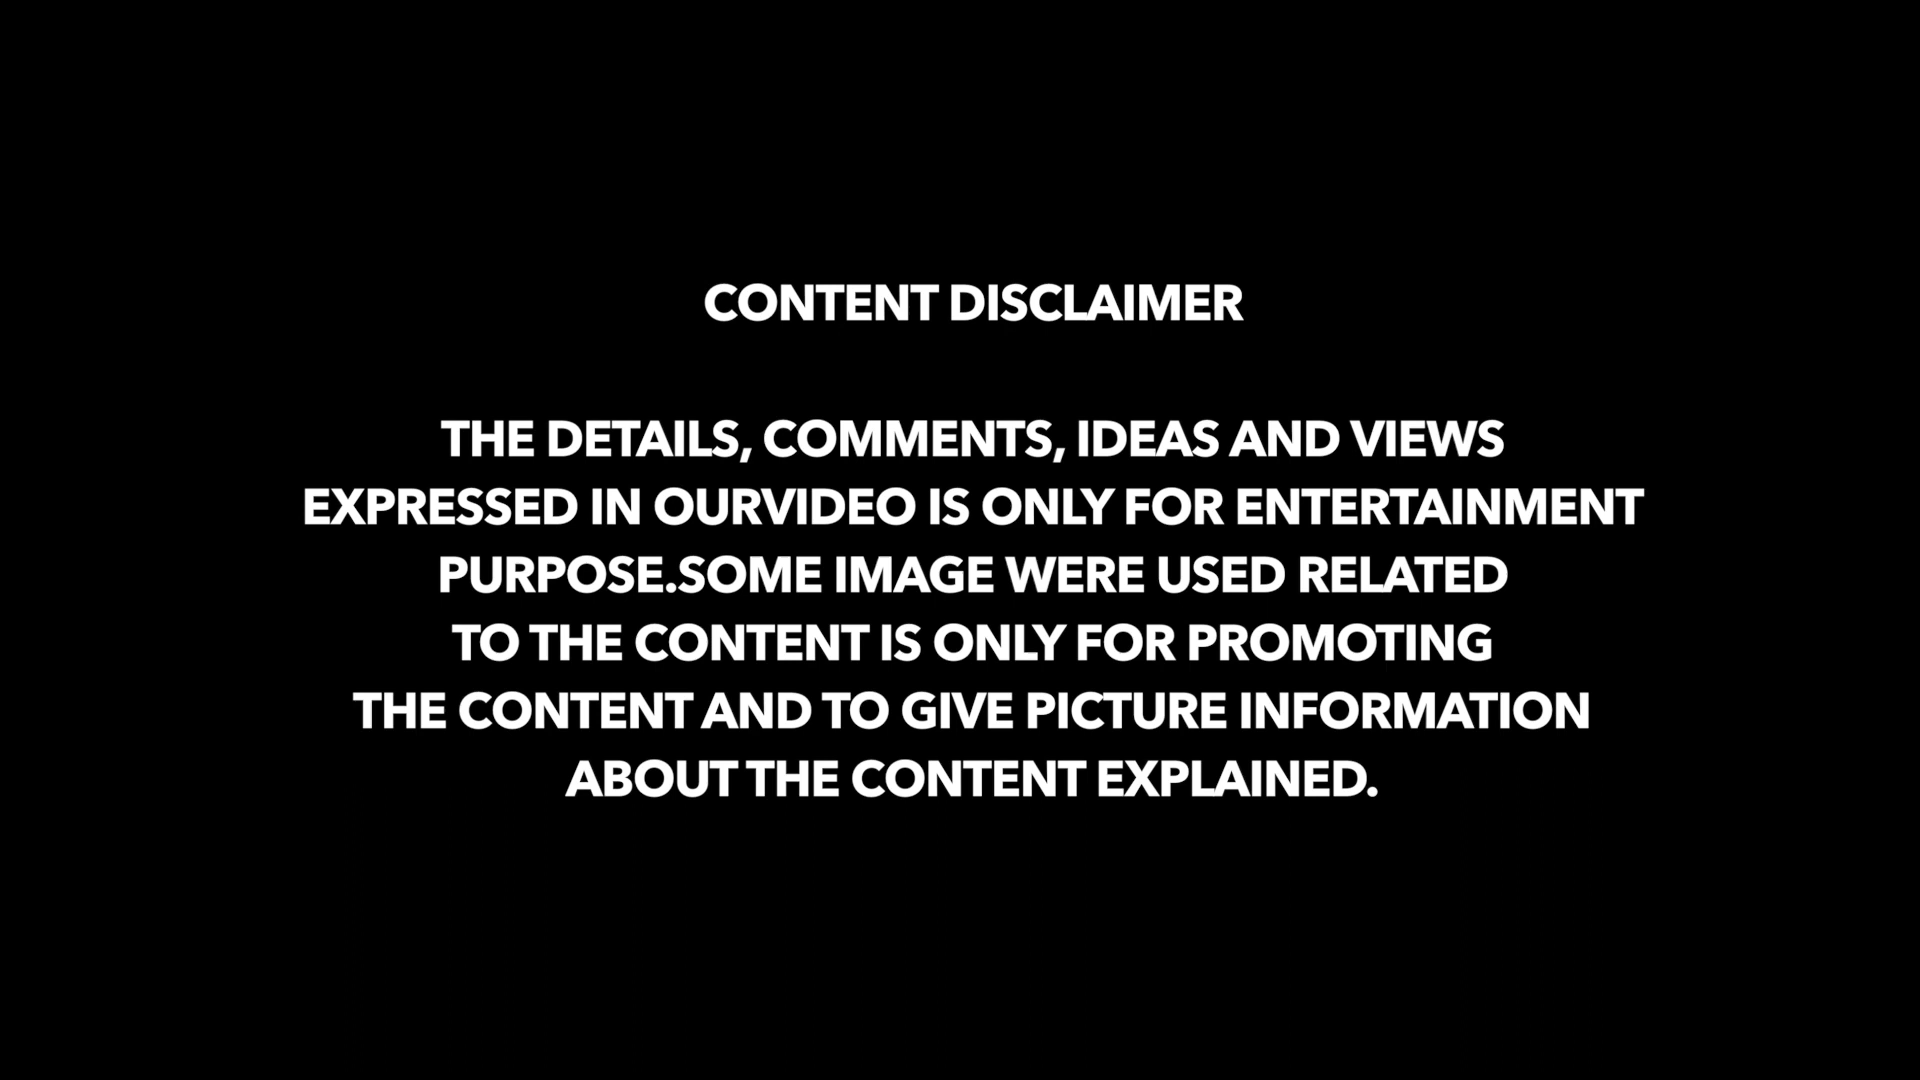 CONTENT DISCLAIMER
THE DETAILS, COMMENTS, IDEAS AND VIEWS
EXPRESSED IN OURVIDEO IS ONLY FOR ENTERTAINMENT
PURPOSE.SOME IMAGE WERE USED RELATED
TO THE CONTENT IS ONLY FOR PROMOTING
THE CONTENT AND TO GIVE PICTURE INFORMATION
ABOUT THE CONTENT EXPLAINED.